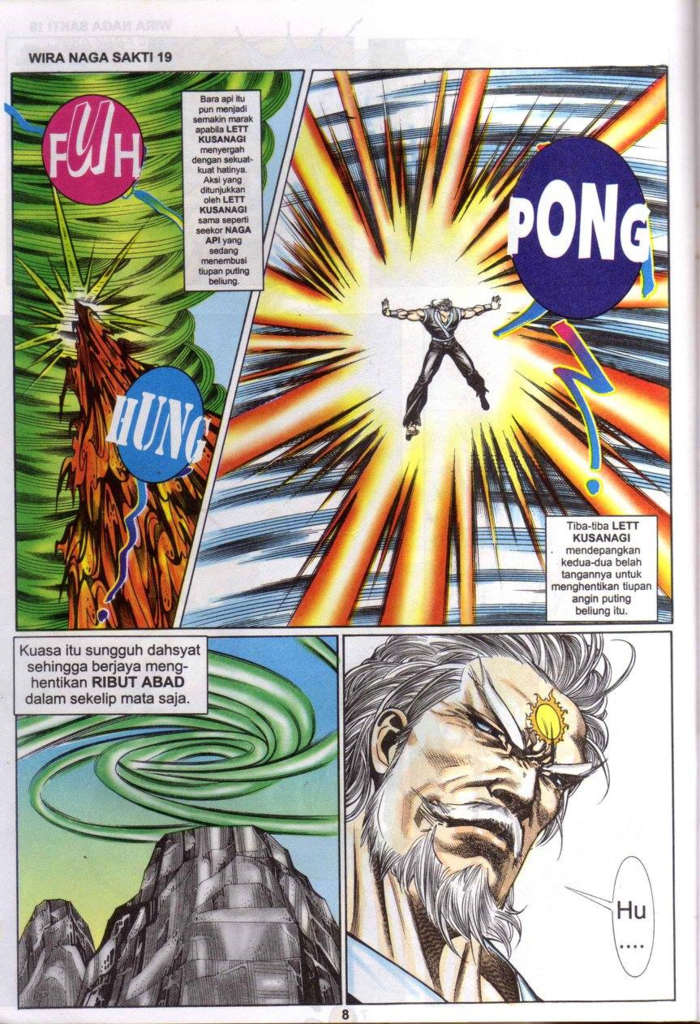 WIRA NAGA SAKTI 19
FUH
Bara api itu
pun menjadi
semakin marak
apabila LETT
KUSANAGI
menyergah
dengan sekuat-
kuat hatinya.
Aksi yang
ditunjukkan
oleh LETT
KUSANAGI
sama seperti
seekor NAGA
API yang
sedang
menembusi
tiupan puting
beliung.
HUNG
PONG
Tiba-tiba LETT
KUSANAGI
mendepangkan
kedua-dua belah
tangannya untuk
menghentikan tiupan
angin puting
beliung itu.
Kuasa itu sungguh dahsyat
sehingga berjaya meng-
hentikan RIBUT ABAD
dalam sekelip mata saja.
Hu
....
8